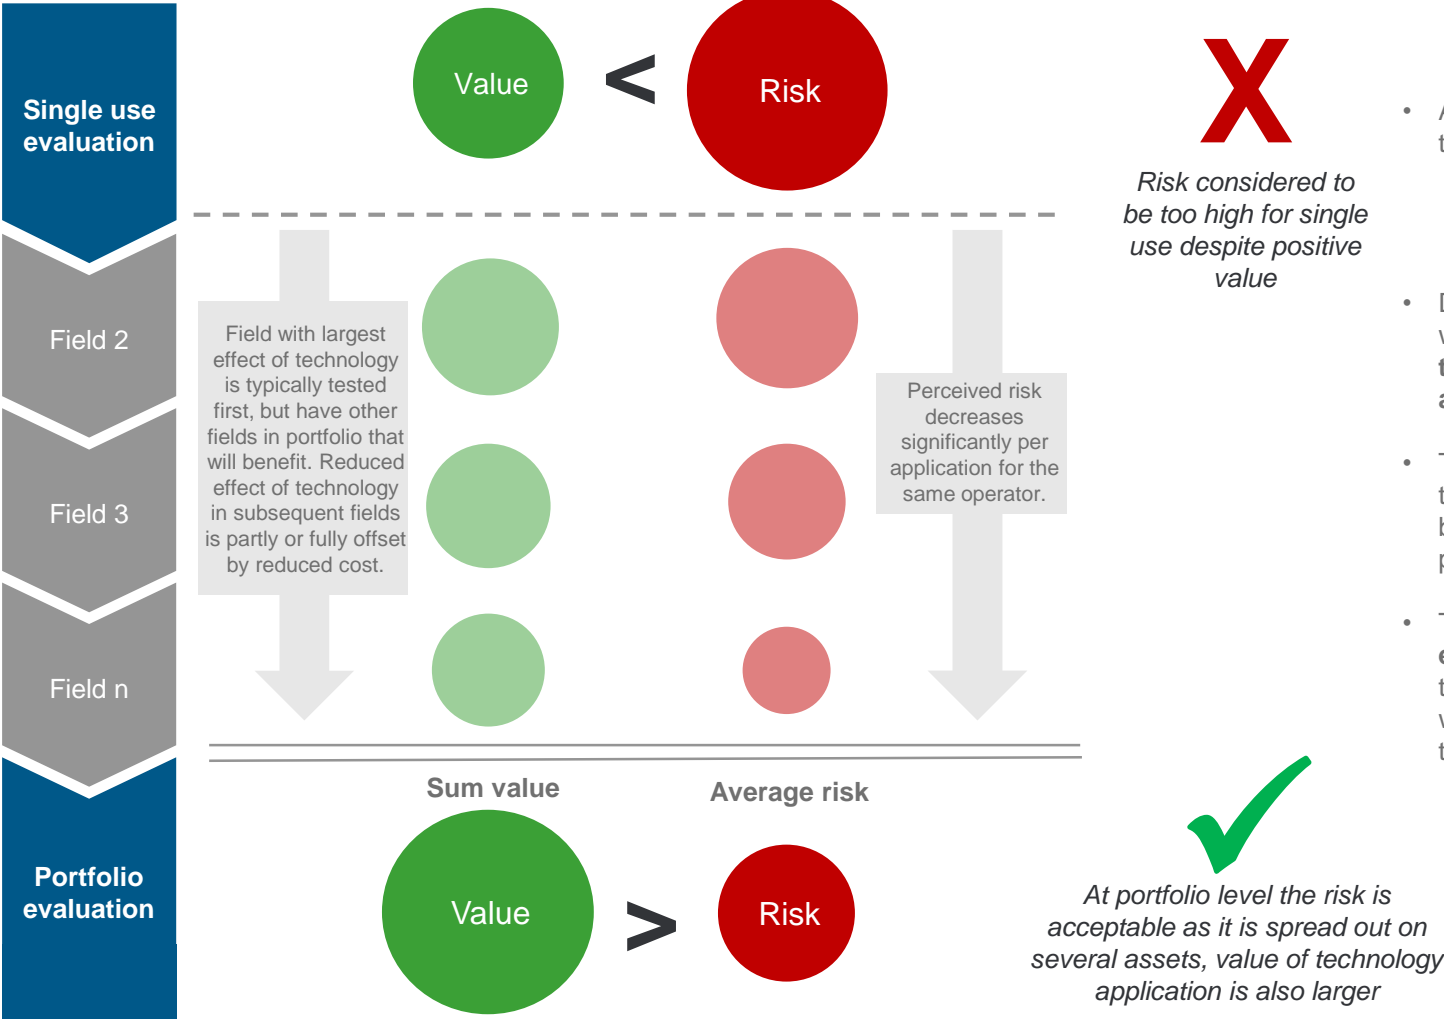 Single use
evaluation
Value
<
Risk
X
Risk considered to
be too high for single
use despite positive
value
Field 2
Field 3
Field n
Field with largest
effect of technology
is typically tested
first, but have other
fields in portfolio that
will benefit. Reduced
effect of technology
in subsequent fields
is partly or fully offset
by reduced cost.
Perceived risk
decreases
significantly per
application for the
same operator.
Sum value
Average risk
Portfolio
evaluation
Value
>
Risk
At portfolio level the risk is
acceptable as it is spread out on
several assets, value of technology
application is also larger